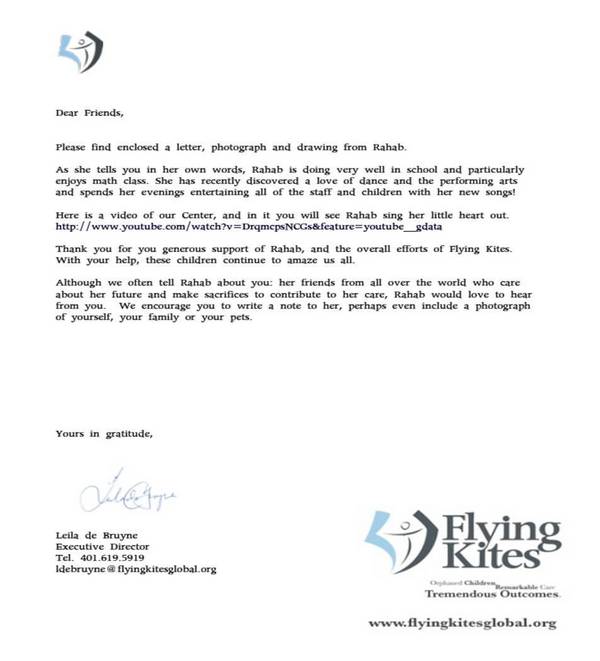 Dear Friends,
Please find enclosed a letter, photograph and drawing from Rahab.
As she tells you in her own words, Rahab is doing very well in school and particularly
enjoys math class. She has recently discovered a love of dance and the performing arts
and spends her evenings entertaining all of the staff and children with her new songs!
Here is a video of our Center, and in it you will see Rahab sing her little heart out.
http://www.youtube.com/watch?v=DrqmcpsNCGs&feature=youtube_gdata
Thank you for you generous support of Rahab, and the overall efforts of Flying Kites.
With your help, these children continue to amaze us all.
Although we often tell Rahab about you: her friends from all over the world who care
about her future and make sacrifices to contribute to her care, Rahab would love to hear
from you. We encourage you to write a note to her, perhaps even include a photograph
of yourself, your family or your pets.
Yours in gratitude,
Leila de Bruyne
Executive Director
Tel. 401.619.5919
ldebruyne@flyingkitesglobal.org
Flying
Kites
Orphaned Children. Remarkable Care.
Tremendous Outcomes.
www.flyingkitesglobal.org